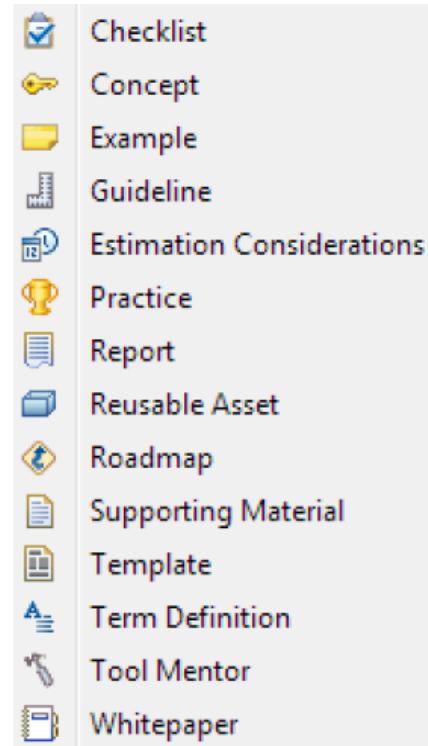 Checklist
Concept
Example
Guideline
Estimation Considerations
Practice
Report
Reusable Asset
Roadmap
Supporting Material
Template
Term Definition
Tool Mentor
Whitepaper